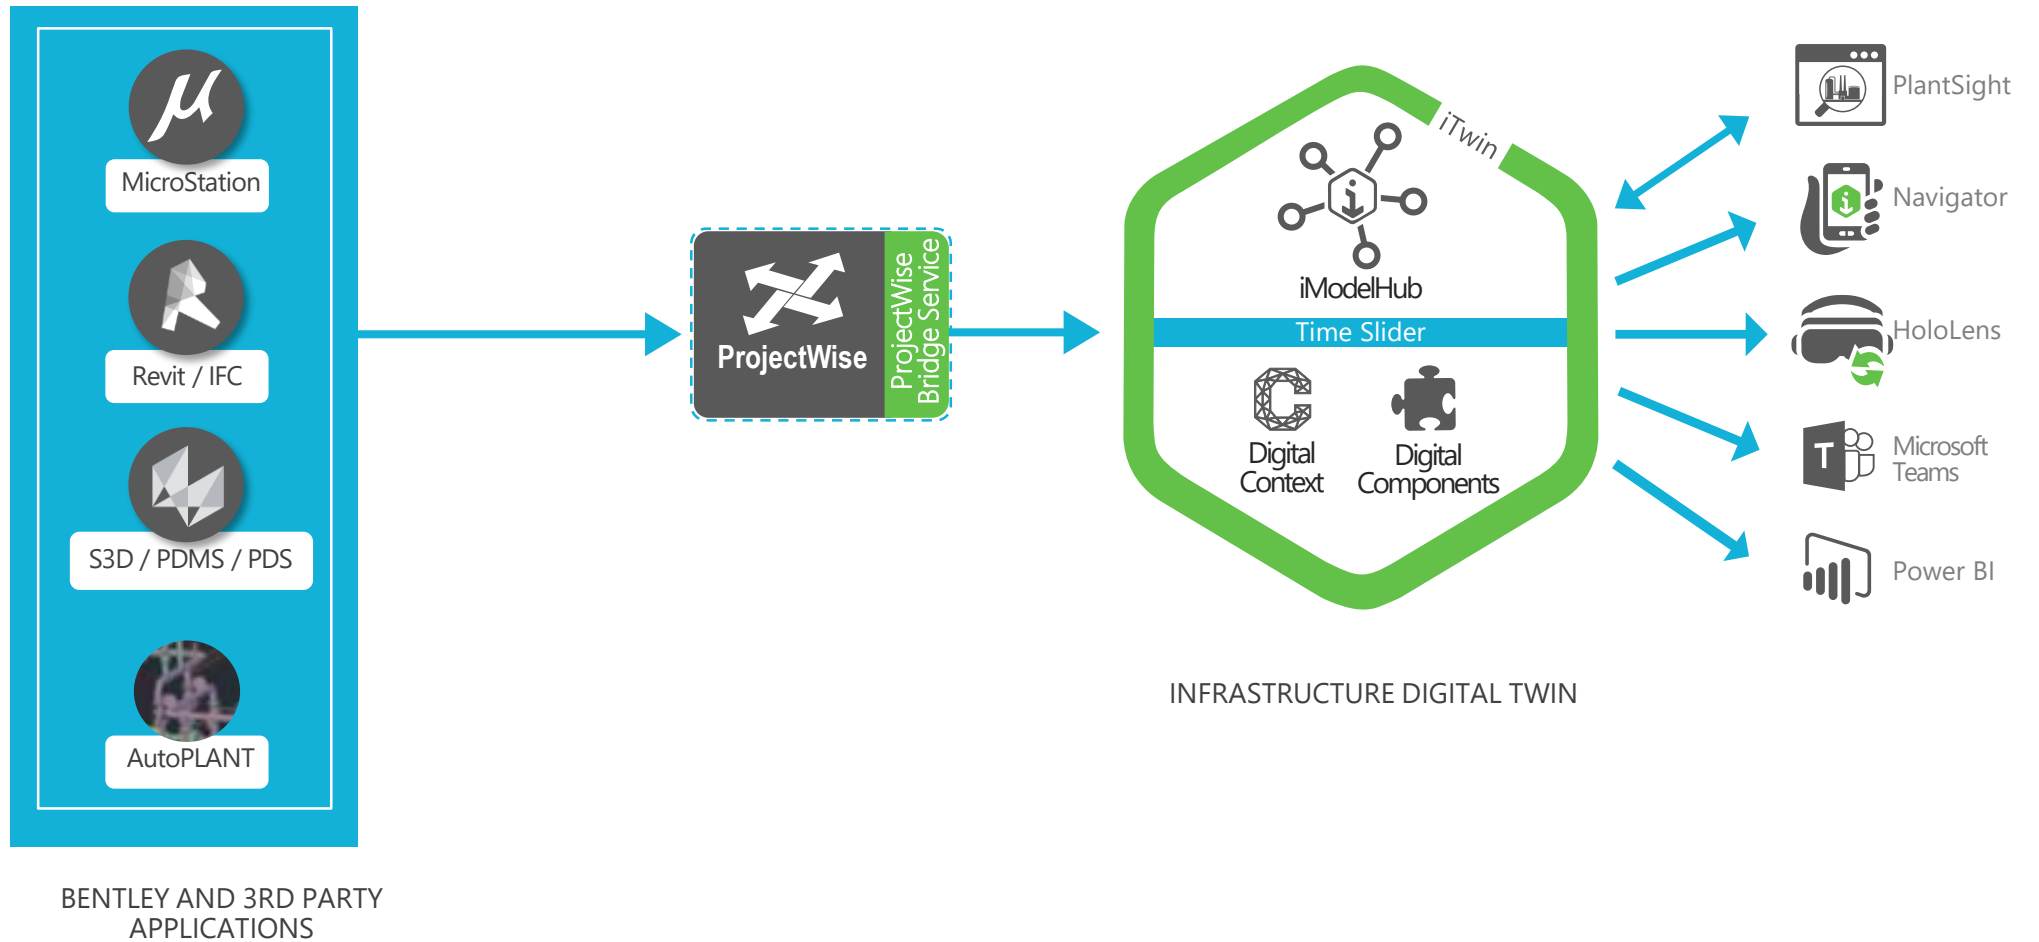 MicroStation
Revit / IFC
S3D / PDMS / PDS
AutoPLANT
BENTLEY AND 3RD PARTY
APPLICATIONS
ProjectWise
ProjectWise
Bridge Service
iTwin
iModelHub
Time Slider
Digital
Context
Digital
Components
INFRASTRUCTURE DIGITAL TWIN
PlantSight
Navigator
HoloLens
T
Microsoft
Teams
Power BI